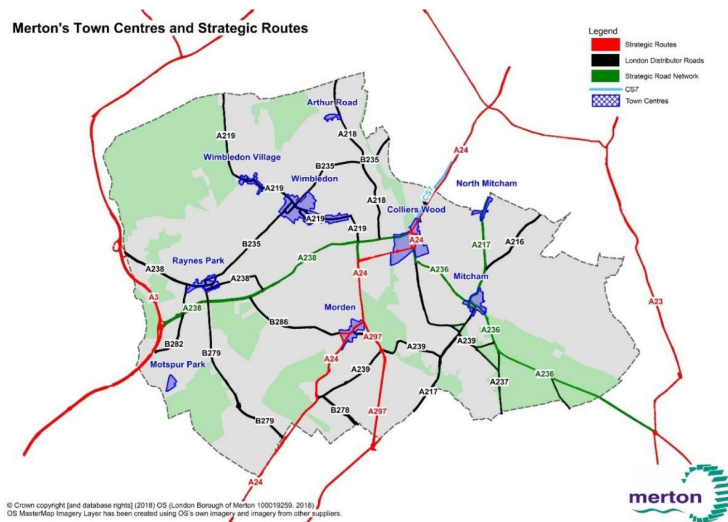 Merton's Town Centres and Strategic Routes
Legend
Strategic Routes
London Distributor Roads
Strategic Road Network
CS7
Town Centres
Arthur Road
A219
A218
A24
Wimbledon Village
B235
B235
CS7
Wimbledon
North Mitcham
A219
A218
Colliers Wood
A219
A219
A24
A217
A216
B235
A238
A238
Raynes Park
A238
A24
A236
Mitcham
A3
A238
A23
B286
Morden
A236
B282
A297
A239
A239
B279
A24
A239
Motspur Park
A217
A237
A236
B279
B278
A297
A24
© Crown copyright [and database rights] (2018) OS (London Borough of Merton 100019259. 2018)
OS MasterMap Imagery Layer has been created using OS's own imagery and imagery from other suppliers.
merton